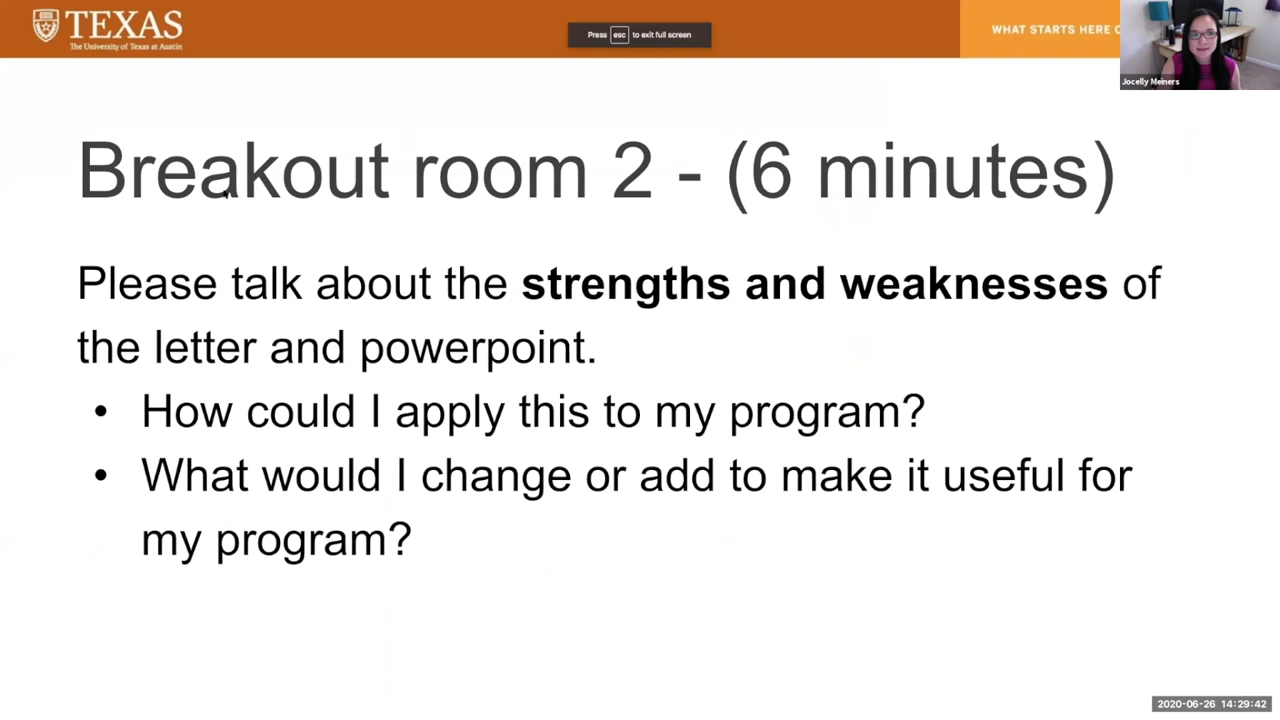 TEXAS
The University of Texas at Austin
Press esc to exit full screen
WHAT STARTS HERE
Jocelly Meiners
Breakout room 2 - (6 minutes)
Please talk about the strengths and weaknesses of
the letter and powerpoint.
• How could I apply this to my program?
• What would I change or add to make it useful for
my program?
2020-06-26 14:29:42